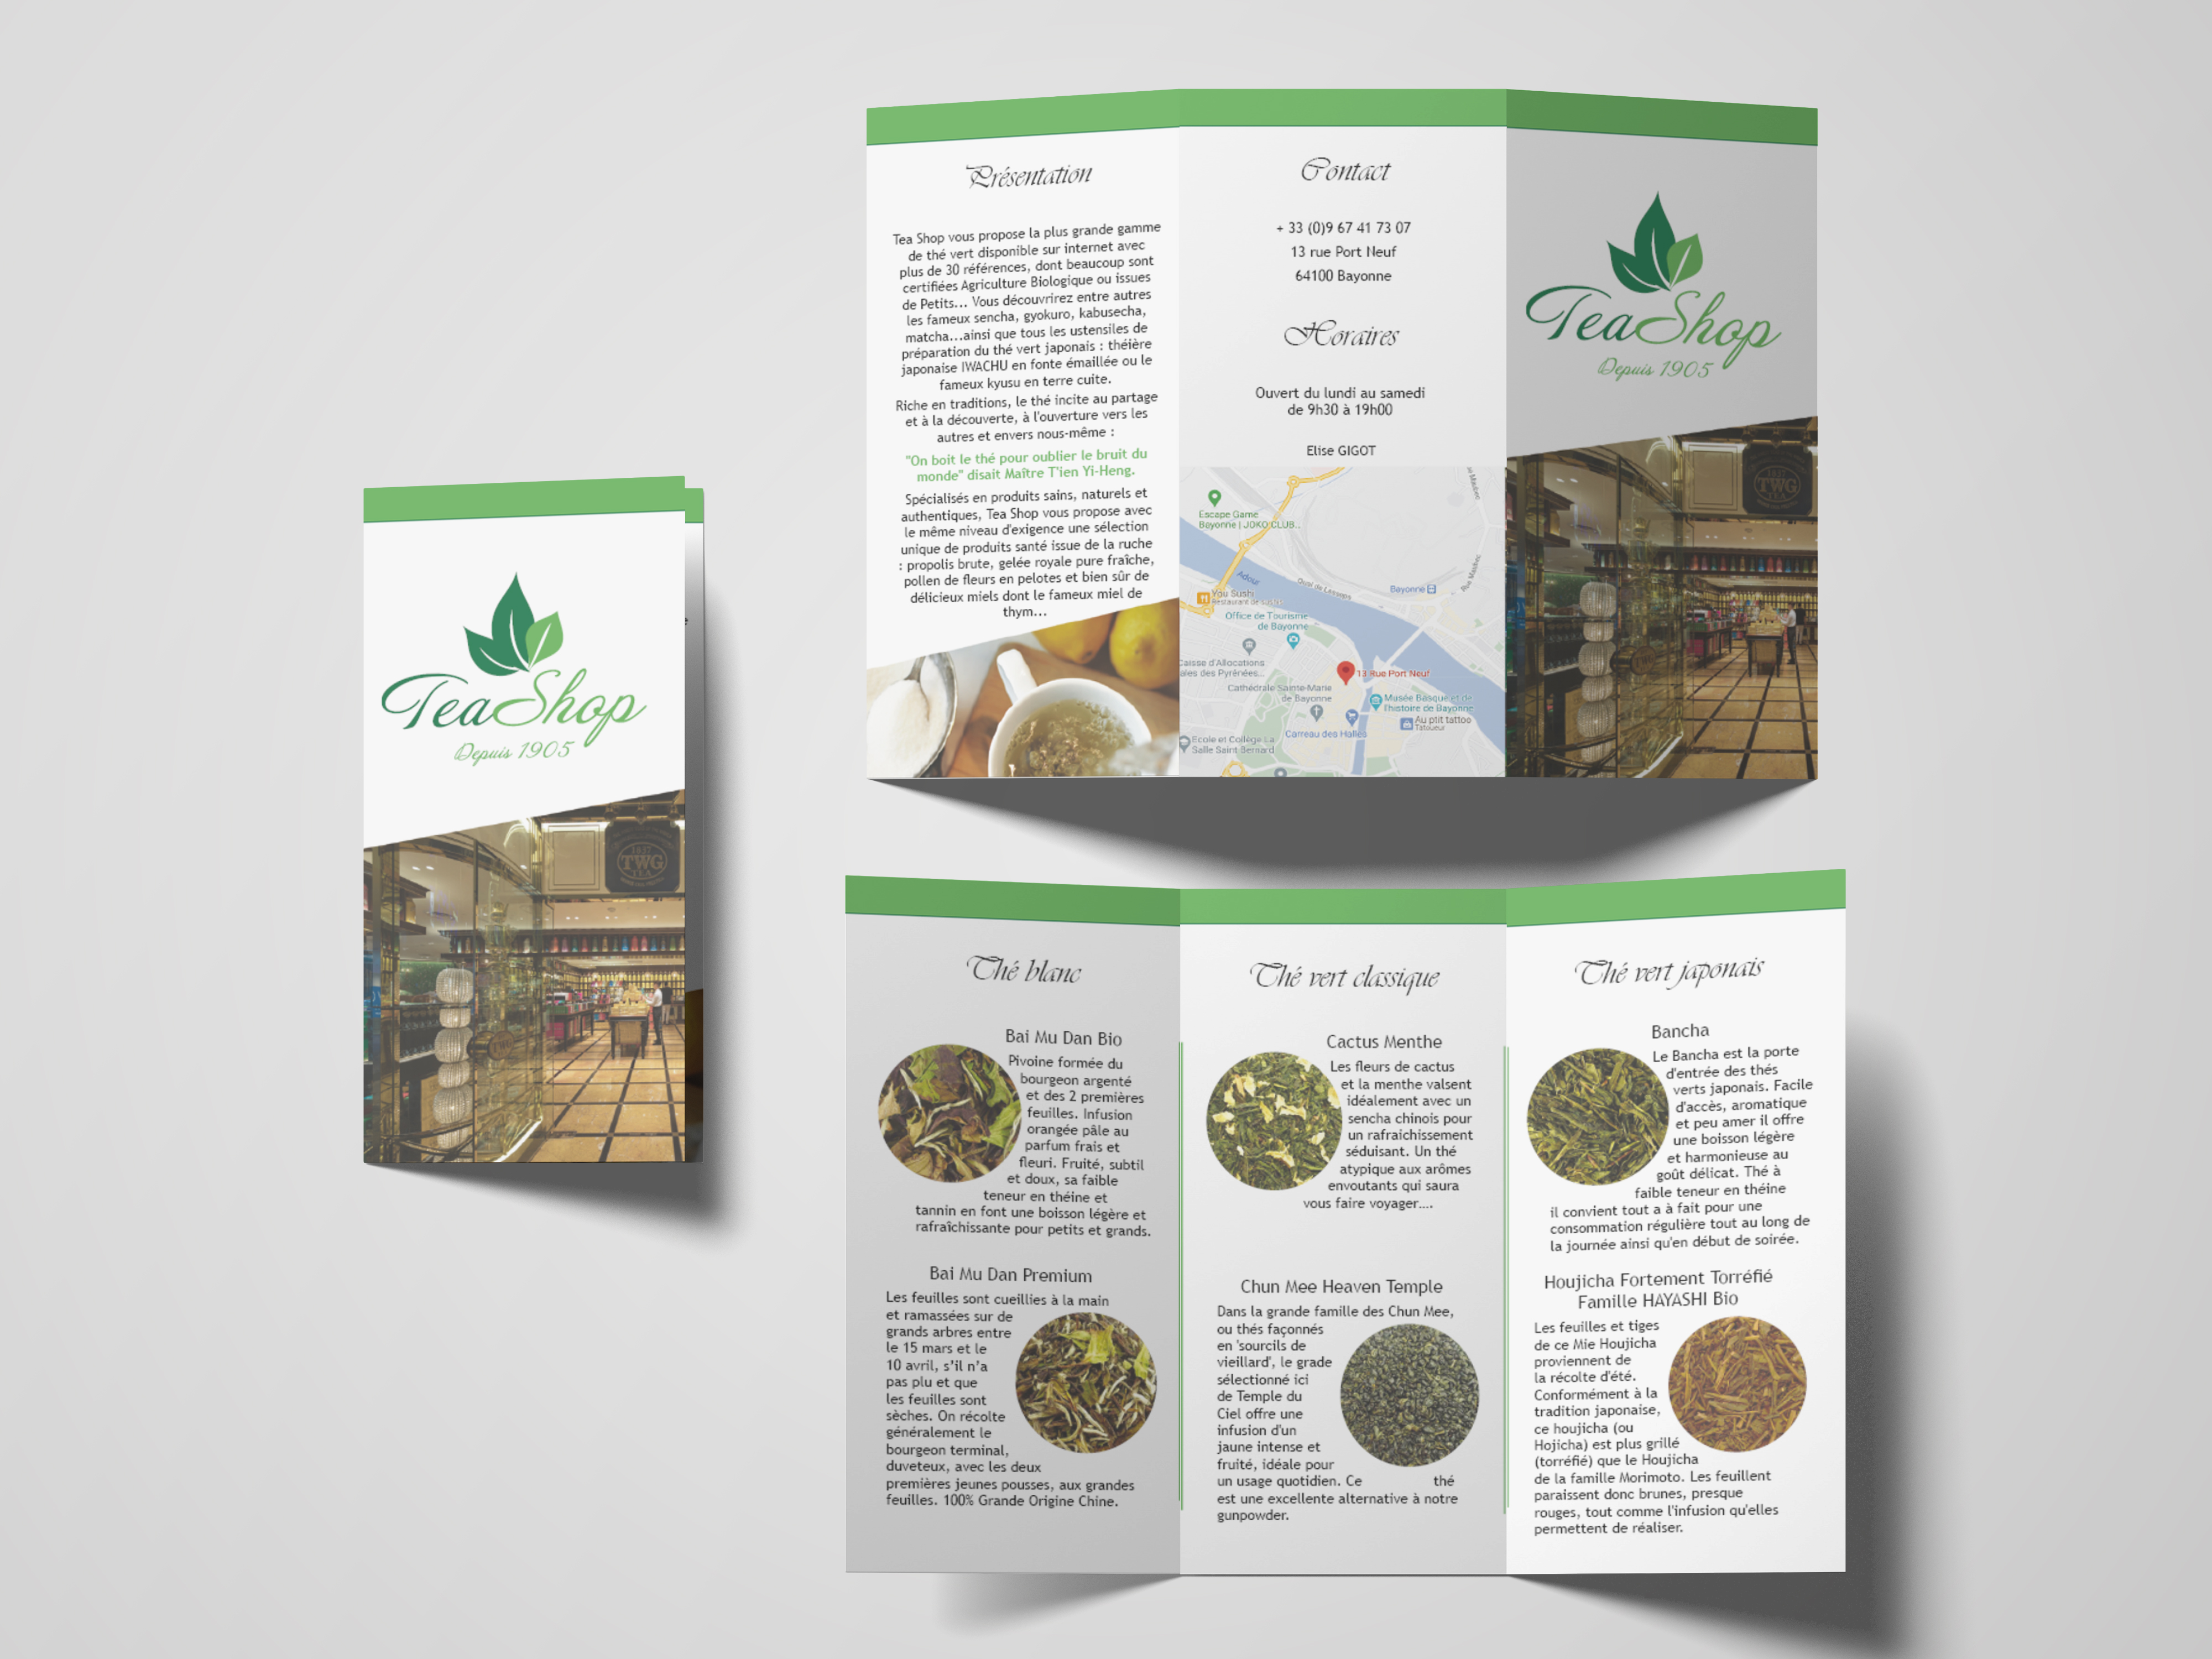 TeaShop
Depuis 1905
1837
TWG
TEA
Présentation
Tea Shop vous propose la plus grande gamme
de thé vert disponible sur internet avec
plus de 30 références, dont beaucoup sont
certifiées Agriculture Biologique ou issues
de Petits... Vous découvrirez entre autres
les fameux sencha, gyokuro, kabusecha,
matcha...ainsi que tous les ustensiles de
préparation du thé vert japonais : théière
japonaise IWACHU en fonte émaillée ou le
fameux kyusu en terre cuite.
Riche en traditions, le thé incite au partage
et à la découverte, à l'ouverture vers les
autres et envers nous-même :
"On boit le thé pour oublier le bruit du
monde" disait Maître T'ien Yi-Heng.
Spécialisés en produits sains, naturels et
authentiques, Tea Shop vous propose avec
le même niveau d'exigence une sélection
unique de produits santé issue de la ruche
: propolis brute, gelée royale pure fraîche,
pollen de fleurs en pelotes et bien sûr de
délicieux miels dont le fameux miel de
thym...
Contact
+ 33 (0)9 67 41 73 07
13 rue Port Neuf
64100 Bayonne
Horaires
Ouvert du lundi au samedi
de 9h30 à 19h00
Elise GIGOT
Escape Game
Bayonne | JOKO CLUB...
Adour
Quai de Lesseps
Rue Maubec
Rue Maubec
Bayonne
You Sushi
Restaurant de sushis
Office de Tourisme
de Bayonne
Caisse d'Allocations
ales des Pyrénées...
13 Rue Port Neuf
Cathédrale Sainte-Marie
de Bayonne
Musée Basque et de
l'histoire de Bayonne
Au ptit tattoo
Tatoueur
Carreau des Halles
Ecole et Collège La
Salle Saint Bernard
TeaShop
Depuis 1905
1837
TWG
TEA
Thé blanc
Bai Mu Dan Bio
Pivoine formée du
bourgeon argenté
et des 2 premières
feuilles. Infusion
orangée pâle au
parfum frais et
fleuri. Fruité, subtil
et doux, sa faible
teneur en théine et
tannin en font une boisson légère et
rafraîchissante pour petits et grands.
Bai Mu Dan Premium
Les feuilles sont cueillies à la main
et ramassées sur de
grands arbres entre
le 15 mars et le
10 avril, s'il n'a
pas plu et que
les feuilles sont
sèches. On récolte
généralement le
bourgeon terminal,
duveteux, avec les deux
premières jeunes pousses, aux grandes
feuilles. 100% Grande Origine Chine.
Thé vert classique
Cactus Menthe
Les fleurs de cactus
et la menthe valsent
idéalement avec un
sencha chinois pour
un rafraichissement
séduisant. Un thé
atypique aux arômes
envoutants qui saura
vous faire voyager....
Chun Mee Heaven Temple
Dans la grande famille des Chun Mee,
ou thés façonnés
en 'sourcils de
vieillard', le grade
sélectionné ici
de Temple du
Ciel offre une
infusion d'un
jaune intense et
fruité, idéale pour
un usage quotidien. Ce thé
est une excellente alternative à notre
gunpowder.
Thé vert japonais
Bancha
Le Bancha est la porte
d'entrée des thés
verts japonais. Facile
d'accès, aromatique
et peu amer il offre
une boisson légère
et harmonieuse au
goût délicat. Thé à
faible teneur en théine
il convient tout a à fait pour une
consommation régulière tout au long de
la journée ainsi qu'en début de soirée.
Houjicha Fortement Torréfié
Famille HAYASHI Bio
Les feuilles et tiges
de ce Mie Houjicha
proviennent de
la récolte d'été.
Conformément à la
tradition japonaise,
ce houjicha (ou
Hojicha) est plus grillé
(torréfié) que le Houjicha
de la famille Morimoto. Les feuillent
paraissent donc brunes, presque
rouges, tout comme l'infusion qu'elles
permettent de réaliser.